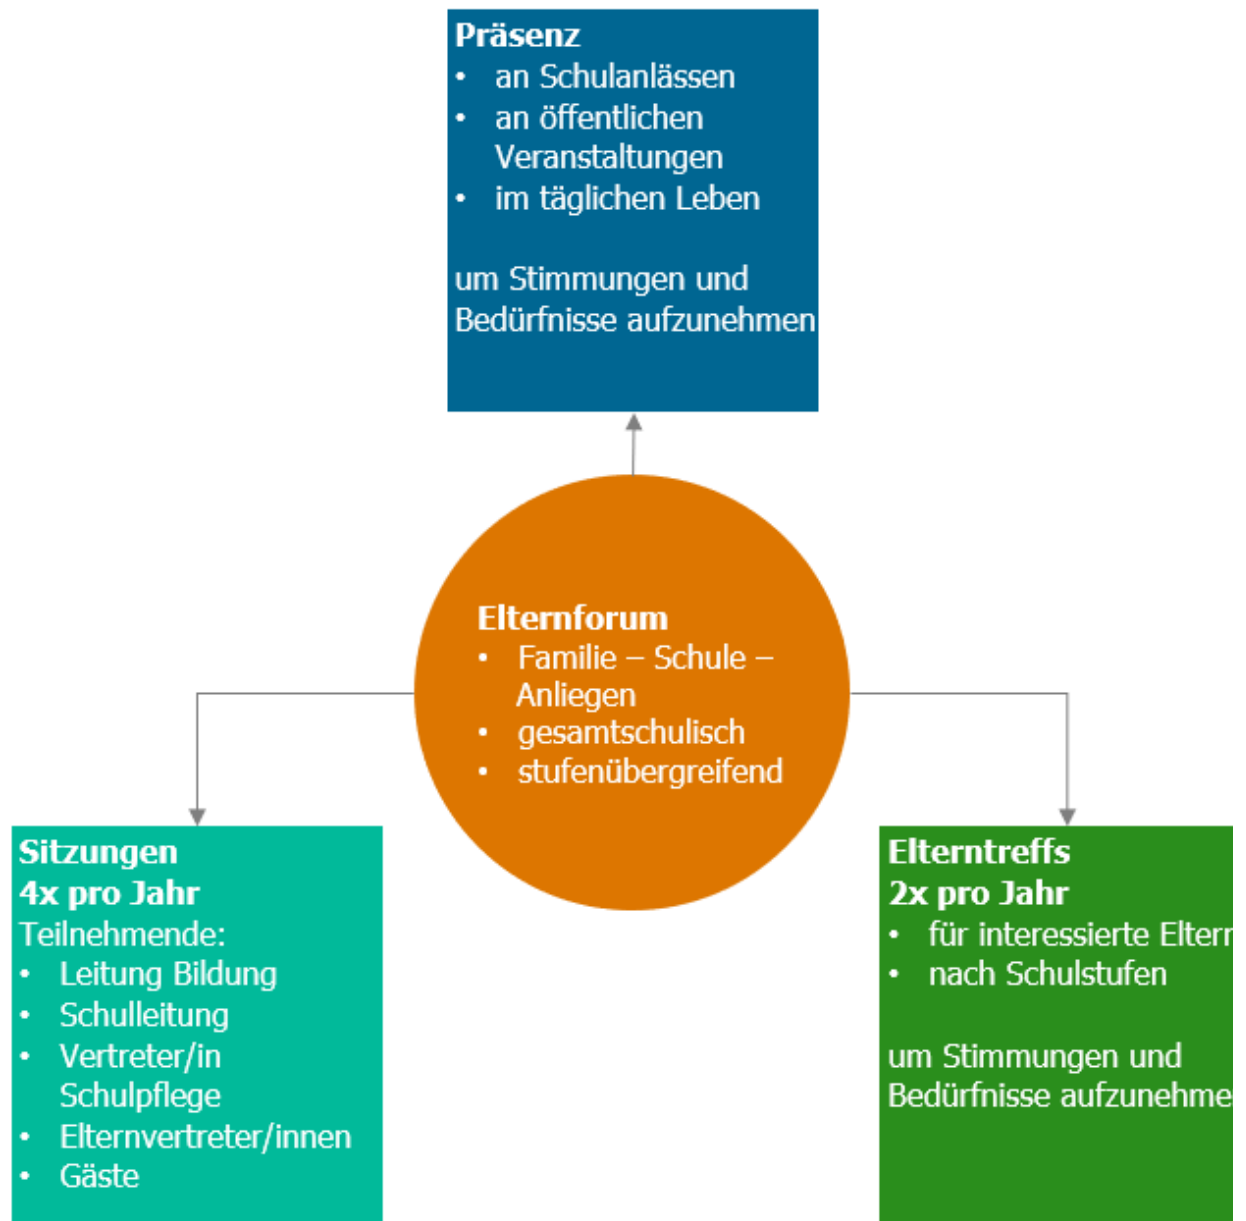 Präsenz
• an Schulanlässen
• an öffentlichen
Veranstaltungen
• im täglichen Leben
um Stimmungen und
Bedürfnisse aufzunehmen
Elternforum
• Familie – Schule –
Anliegen
• gesamtschulisch
• stufenübergreifend
Sitzungen
4x pro Jahr
Teilnehmende:
• Leitung Bildung
• Schulleitung
• Vertreter/in
Schulpflege
• Elternvertreter/innen
• Gäste
Elterntreffs
2x pro Jahr
• für interessierte Eltern
• nach Schulstufen
um Stimmungen und
Bedürfnisse aufzunehmen